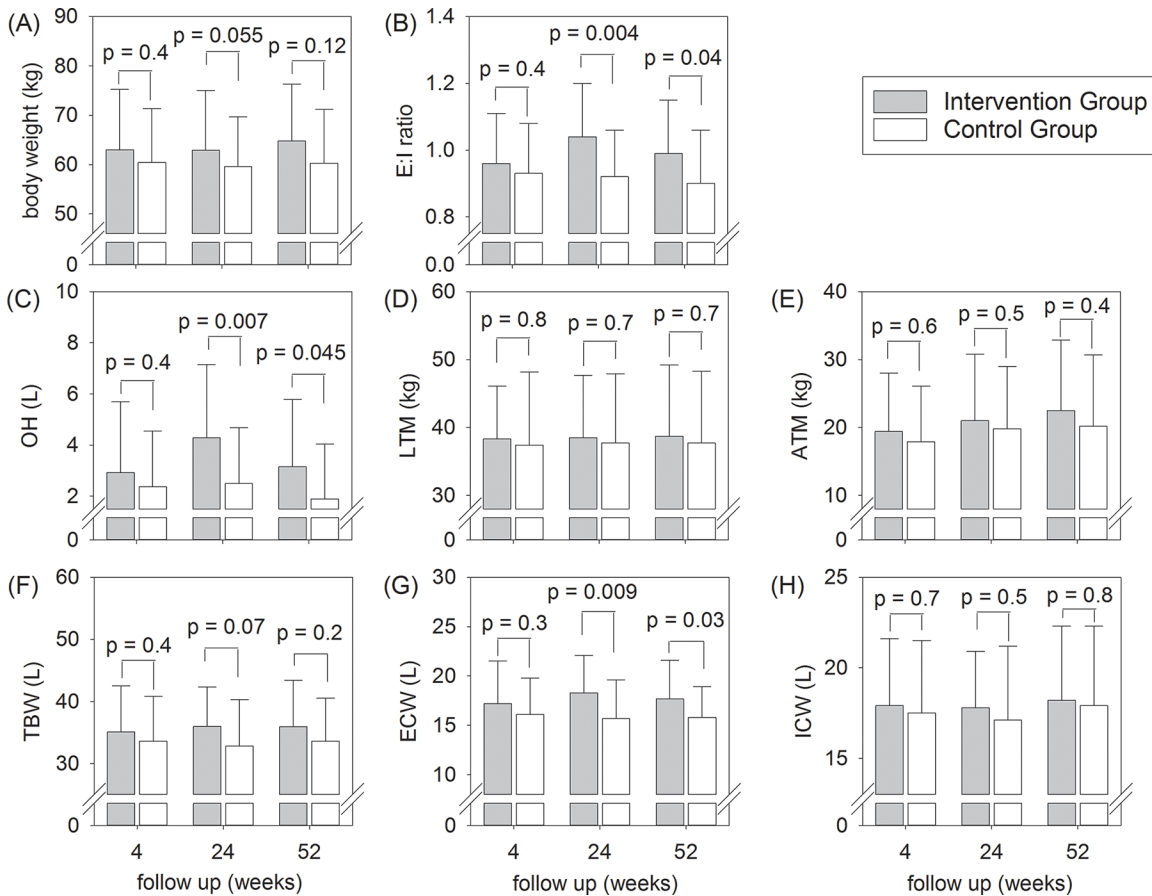 (A)
body weight (kg)
90
80
70
60
50
0
p = 0.4
p = 0.055
p = 0.12
(B)
E:I ratio
1.4
1.2
1.0
0.8
0.0
p = 0.4
p = 0.004
p = 0.04
Intervention Group
Control Group
(C)
OH (L)
10
8
6
4
2
0
p = 0.4
p = 0.007
p = 0.045
(D)
LTM (kg)
60
50
40
30
0
p = 0.8
p = 0.7
p = 0.7
(E)
ATM (kg)
40
30
20
10
0
p = 0.6
p = 0.5
p = 0.4
(F)
TBW (L)
60
50
40
30
0
p = 0.4
p = 0.07
p = 0.2
4 24 52
follow up (weeks)
(G)
ECW (L)
30
25
20
15
10
0
p = 0.3
p = 0.009
p = 0.03
4 24 52
follow up (weeks)
(H)
ICW (L)
25
20
15
0
p = 0.7
p = 0.5
p = 0.8
4 24 52
follow up (weeks)